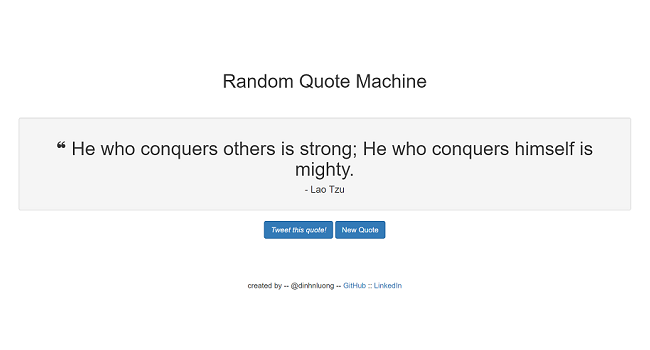 Random Quote Machine
❝ He who conquers others is strong; He who conquers himself is
mighty.
- Lao Tzu
Tweet this quote! New Quote
created by -- @dinhnluong -- GitHub :: LinkedIn